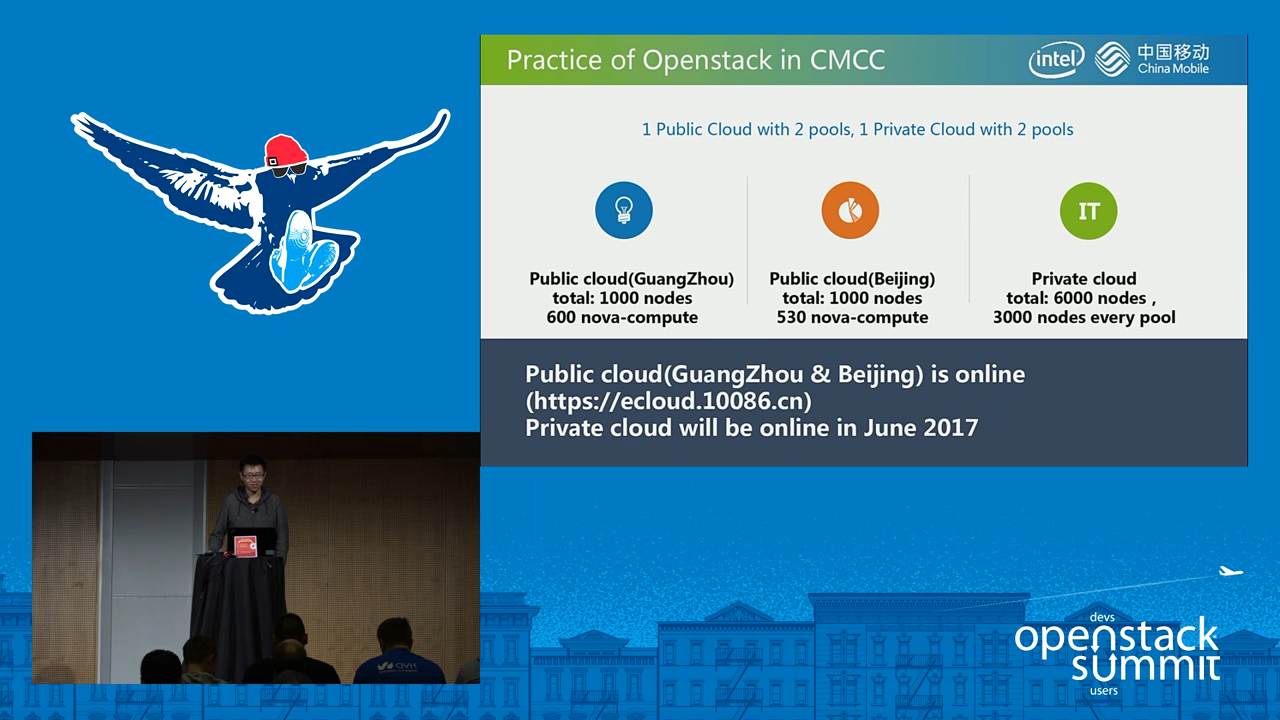 Practice of Openstack in CMCC
intel
中国移动
China Mobile
1 Public Cloud with 2 pools, 1 Private Cloud with 2 pools
IT
Public cloud(GuangZhou)
total: 1000 nodes
600 nova-compute
Public cloud(Beijing)
total: 1000 nodes
530 nova-compute
Private cloud
total: 6000 nodes ,
3000 nodes every pool
Public cloud(GuangZhou & Beijing) is online
(https://ecloud.10086.cn)
Private cloud will be online in June 2017
OVH
devs
openstack
summit
users